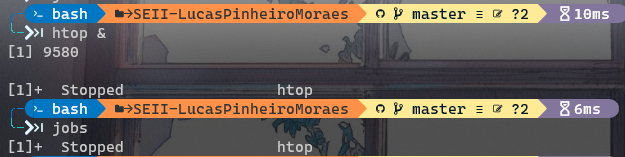 bash SEII-LucasPinheiroMoraes master ≡ ?2 10ms
htop &
[1] 9580
[1]+ Stopped htop
bash SEII-LucasPinheiroMoraes master ≡ ?2 6ms
jobs
[1]+ Stopped htop